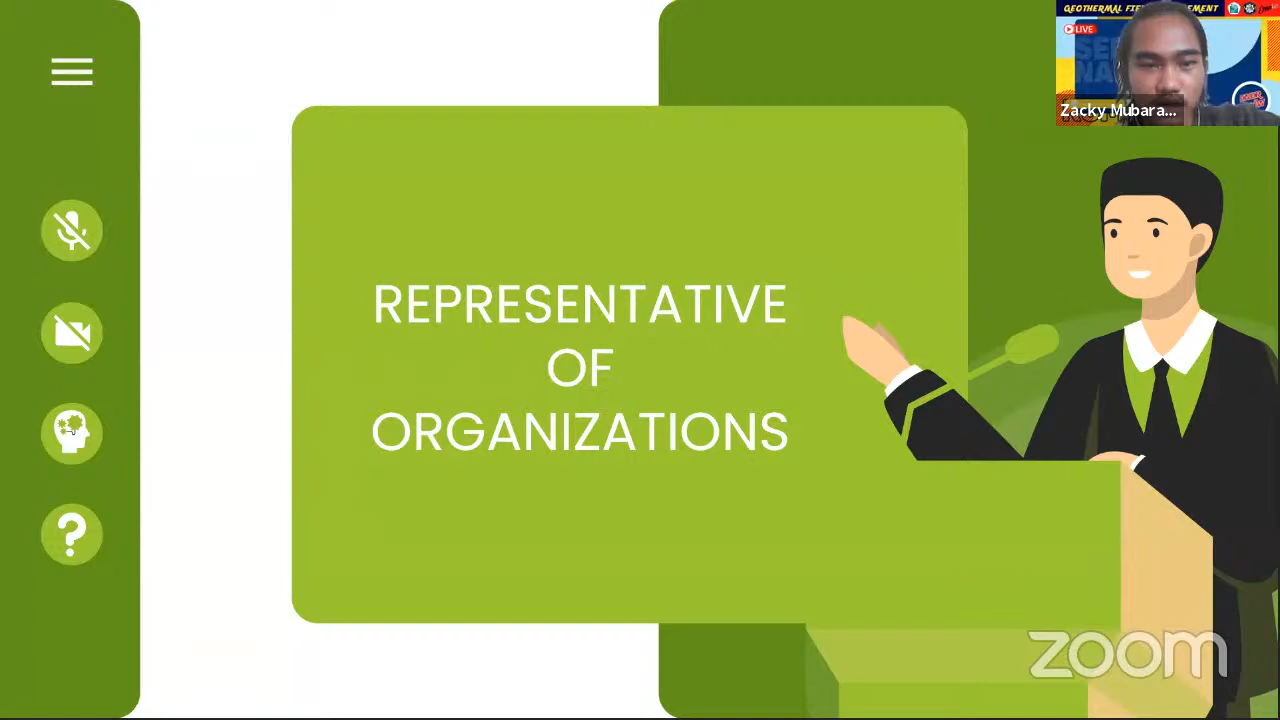 GEOTHERMAL
LIVE
Zacky Mubara...
REPRESENTATIVE
OF
ORGANIZATIONS
zoom